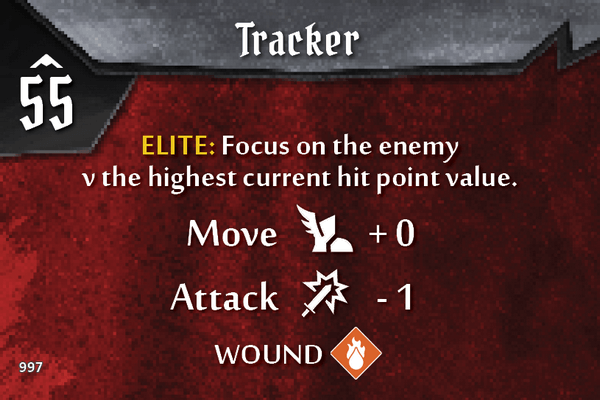 Tracker
55
ELITE: Focus on the enemy
v the highest current hit point value.
Move + 0
Attack - 1
WOUND
997